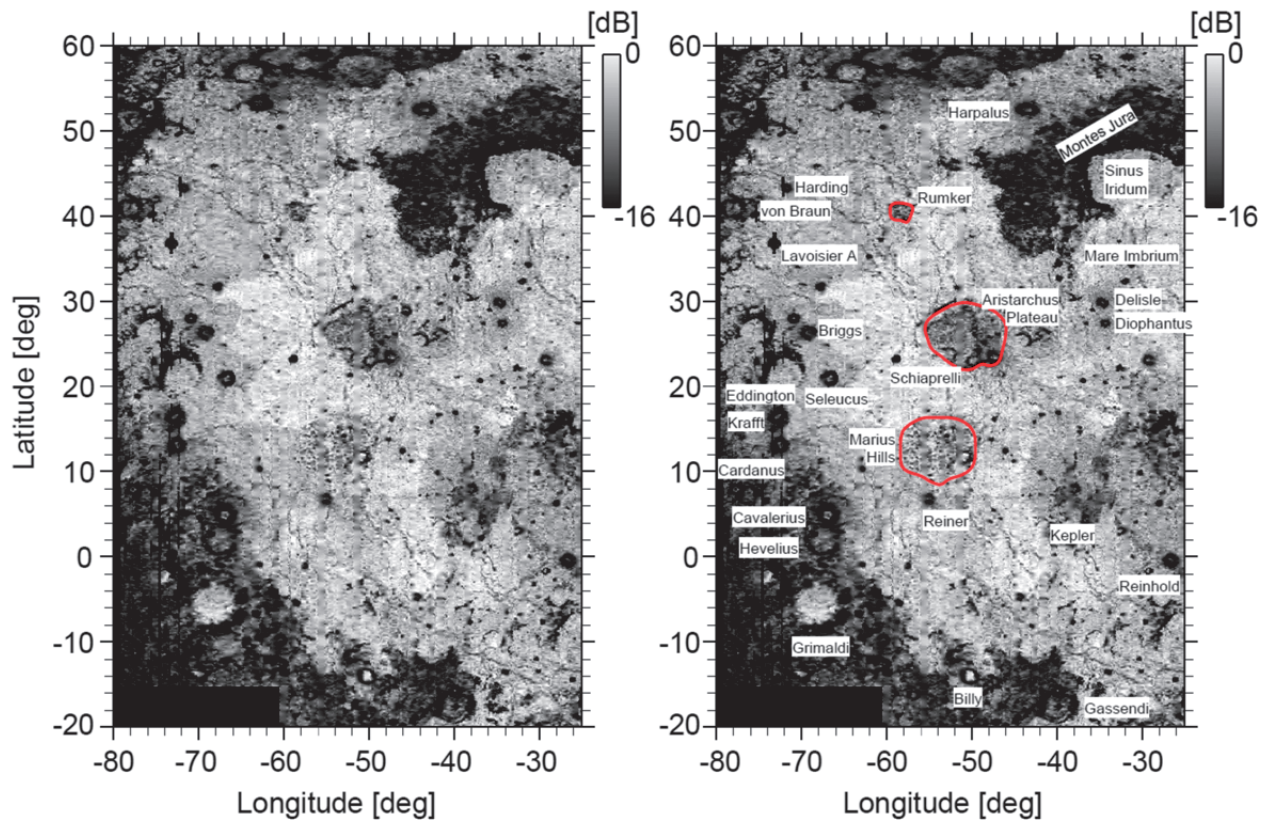 [dB]
[dB]
60
0
60
0
50
Harpalus
50
Montes Jura
Sinus
Iridum
Harding
Rumker
40
-16
40
von Braun
-16
Lavoisier A
Mare Imbrium
30
30
Aristarchus
Plateau
Delisle
Diophantus
Briggs
Latitude [deg]
20
20
Schiaprelli
Eddington
Seleucus
Krafft
Marius
Hills
10
10
Cardanus
Cavalerius
Reiner
Kepler
0
0
Hevelius
Reinhold
-10
-10
Grimaldi
Billy
Gassendi
-20
-20
-80 -70 -60 -50 -40 -30
-80 -70 -60 -50 -40 -30
Longitude [deg]
Longitude [deg]